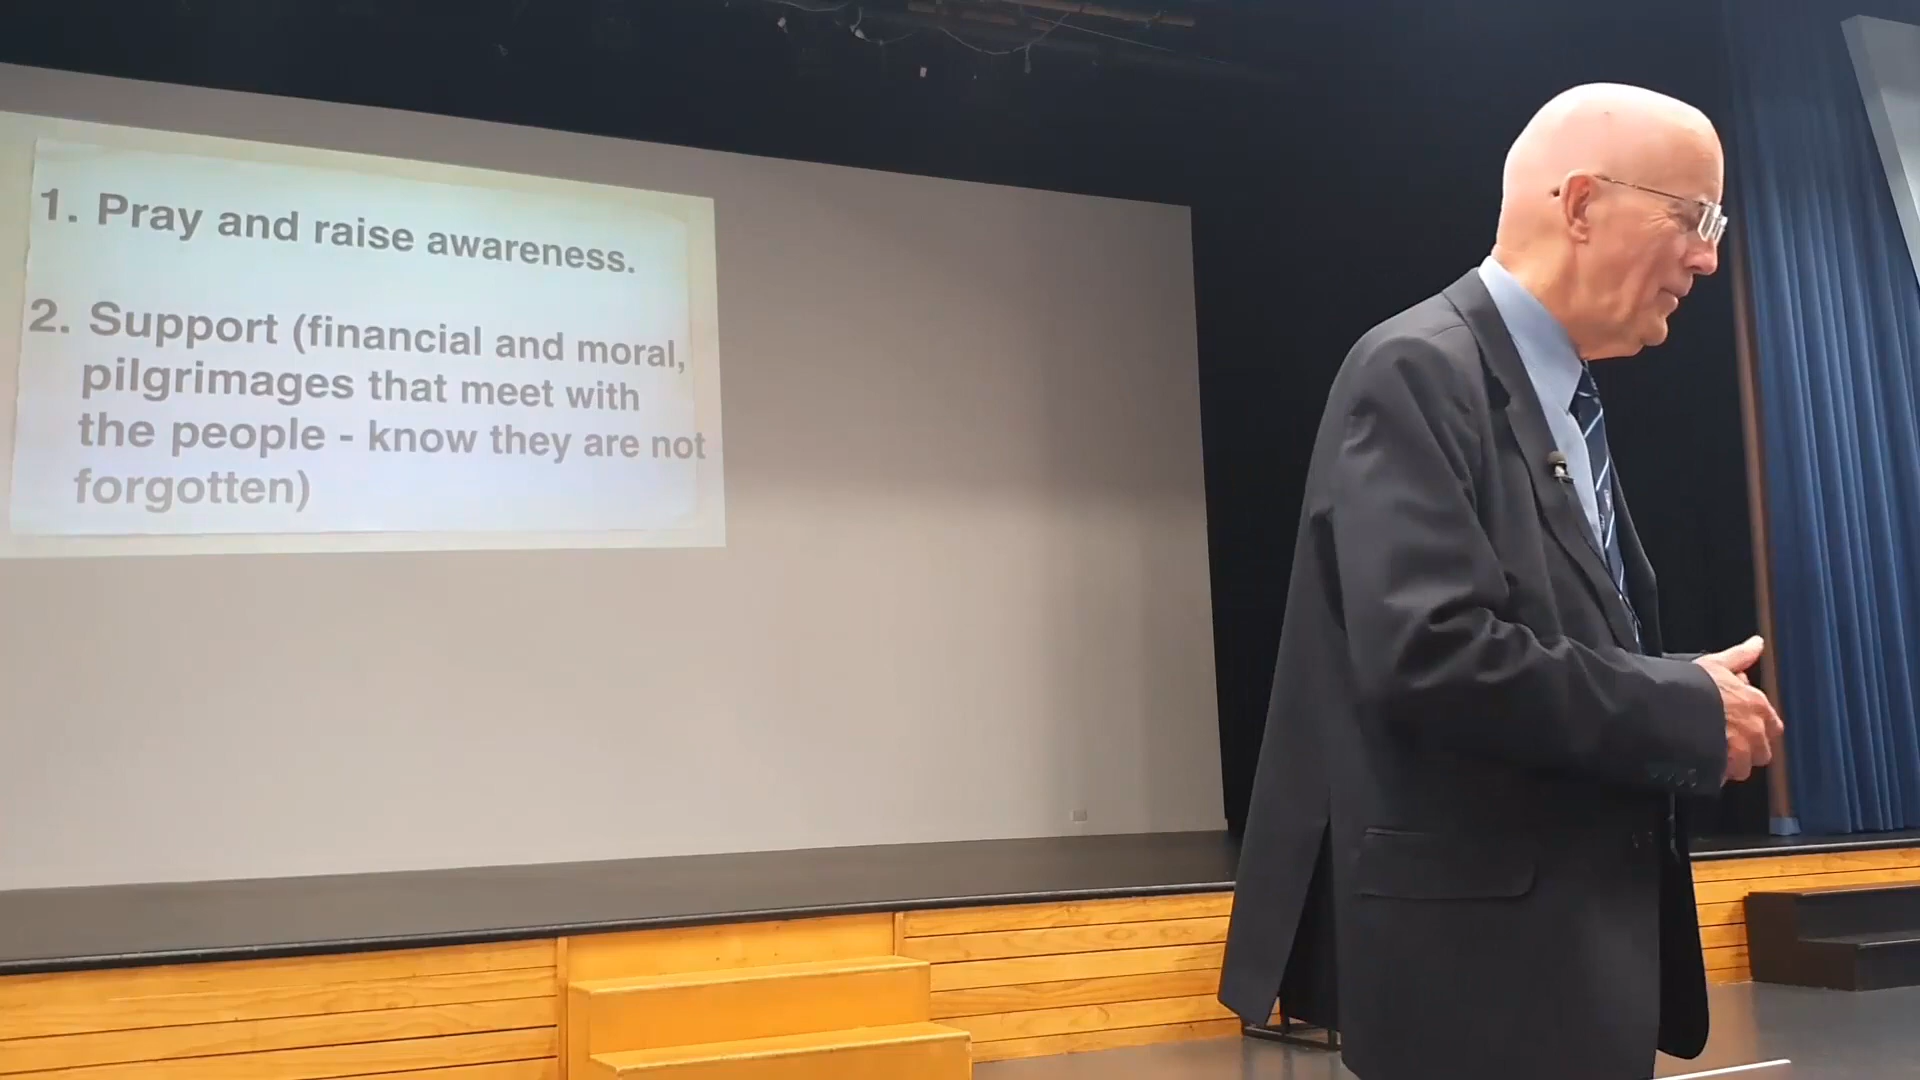 1. Pray and raise awareness.
2. Support (financial and moral,
pilgrimages that meet with
the people - know they are not
forgotten)